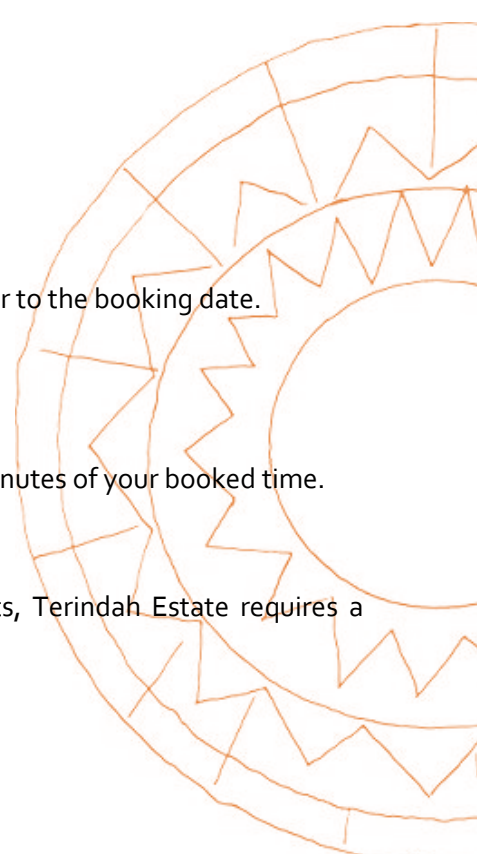 r to the booking date.
nutes of your booked time.
s, Terindah Estate requires a